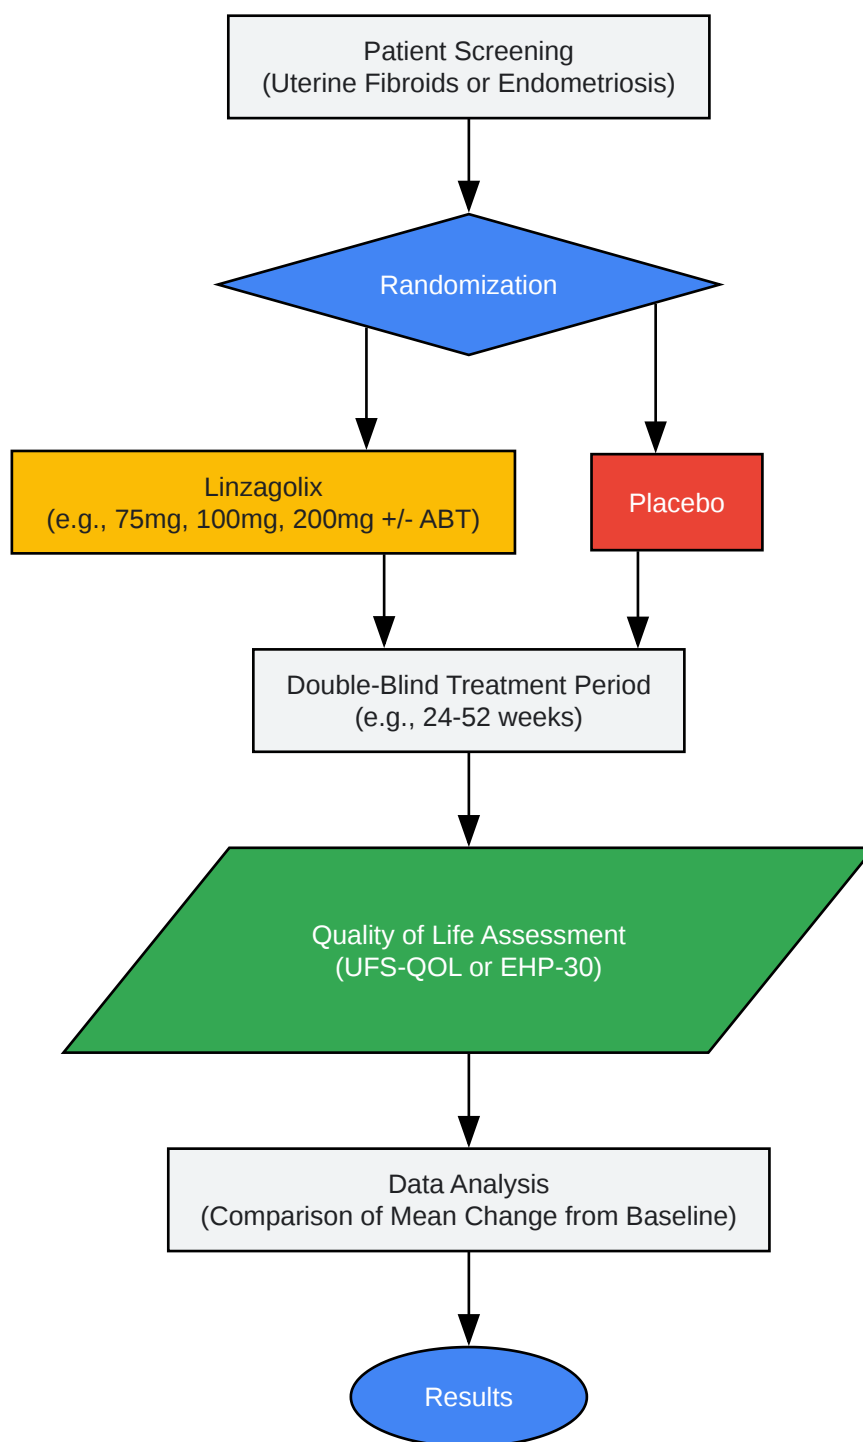 Patient Screening
(Uterine Fibroids or Endometriosis)
Randomization
Linzagolix
(e.g., 75mg, 100mg, 200mg +/- ABT)
Placebo
Double-Blind Treatment Period
(e.g., 24-52 weeks)
Quality of Life Assessment
(UFS-QOL or EHP-30)
Data Analysis
(Comparison of Mean Change from Baseline)
Results